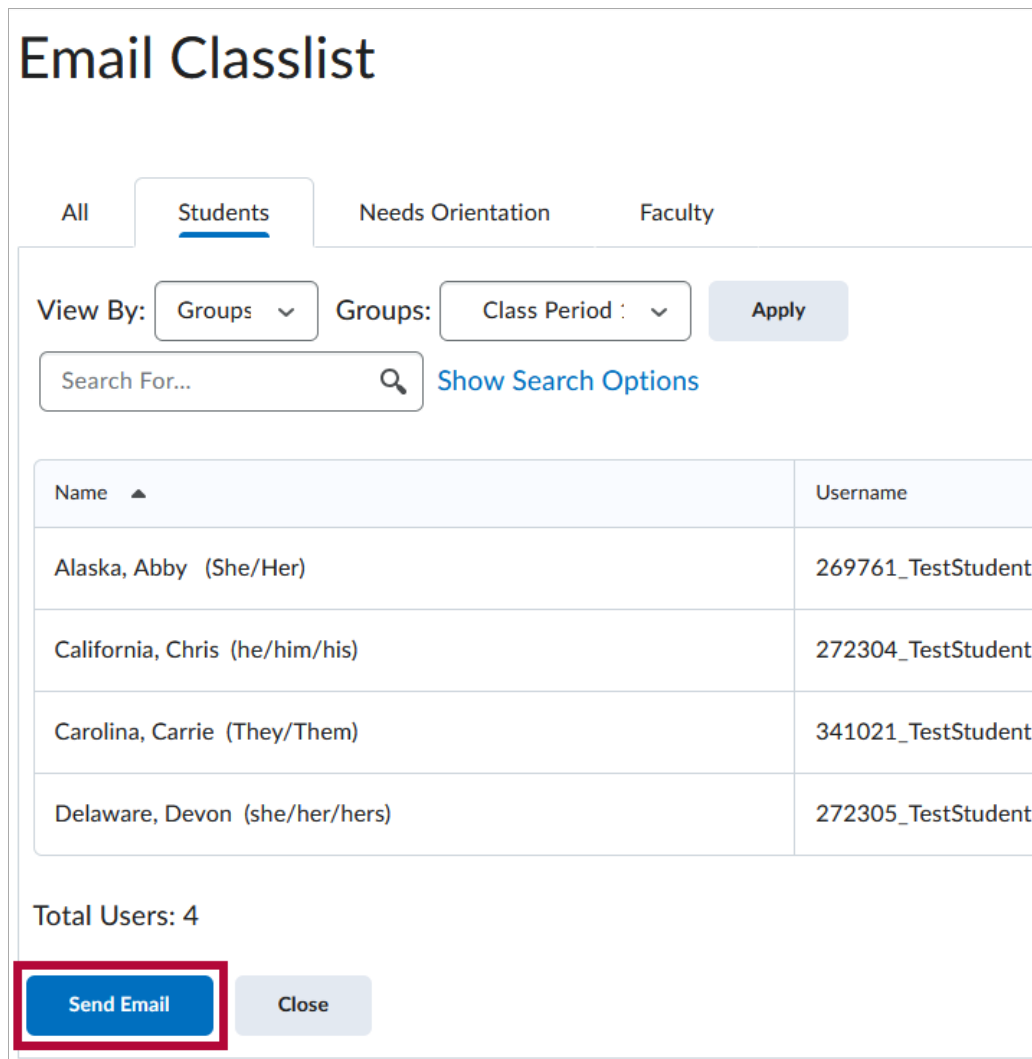 Email Classlist
All Students Needs Orientation Faculty
View By: Groups Groups: Class Period Apply
Search For... Show Search Options
Name Username
Alaska, Abby (She/Her) 269761_TestStudent
California, Chris (he/him/his) 272304_TestStudent
Carolina, Carrie (They/Them) 341021_TestStudent
Delaware, Devon (she/her/hers) 272305_TestStudent
Total Users: 4
Send Email Close